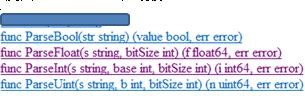 func ParseBool(str string) (value bool, err error)
func ParseFloat(s string, bitSize int) (f float64, err error)
func ParseInt(s string, base int, bitSize int) (i int64, err error)
func ParseUint(s string, b int, bitSize int) (n uint64, err error)